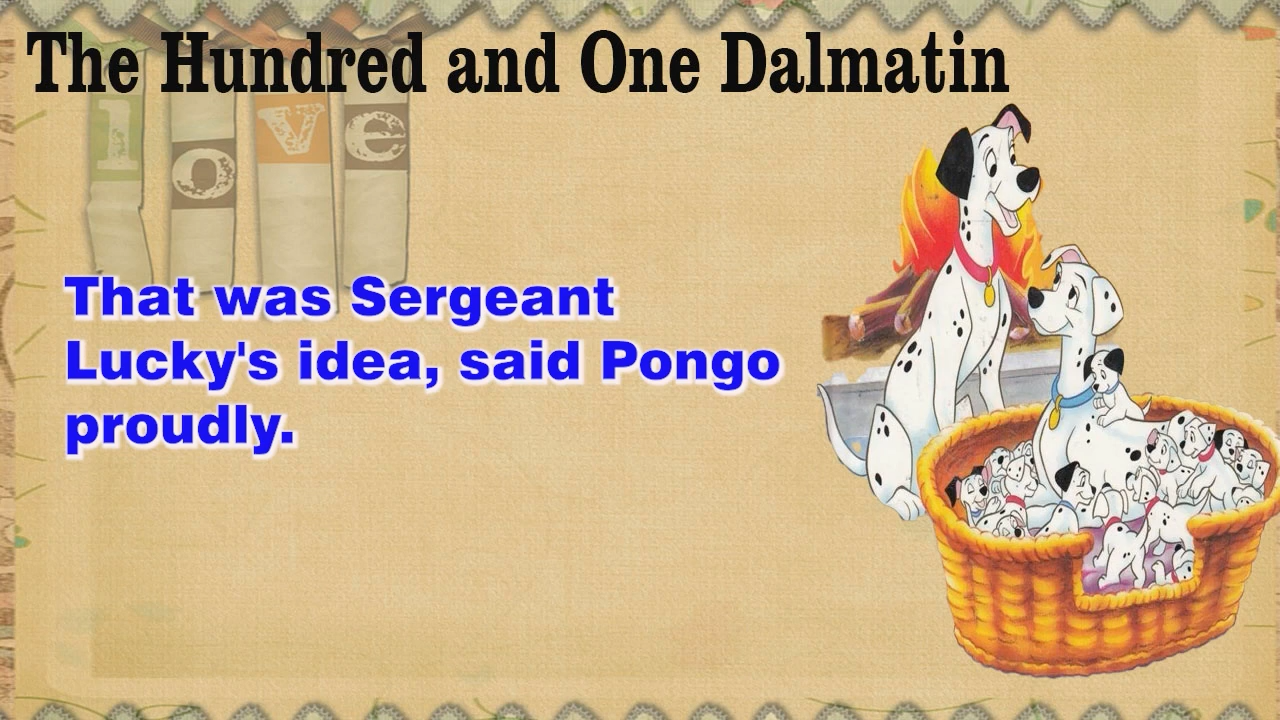 The Hundred and One Dalmatin
love
That was Sergeant
Lucky's idea, said Pongo
proudly.